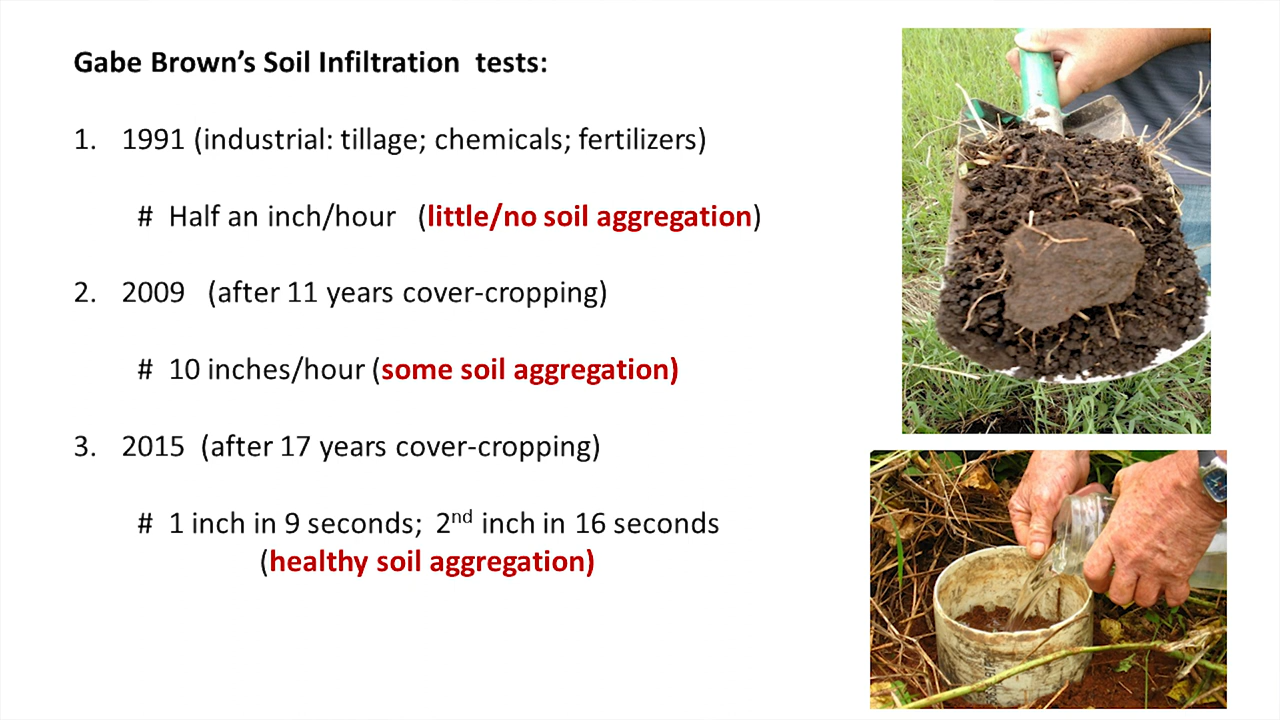 Gabe Brown’s Soil Infiltration tests:
1. 1991 (industrial: tillage; chemicals; fertilizers)
# Half an inch/hour (little/no soil aggregation)
2. 2009 (after 11 years cover-cropping)
# 10 inches/hour (some soil aggregation)
3. 2015 (after 17 years cover-cropping)
# 1 inch in 9 seconds; 2nd inch in 16 seconds
(healthy soil aggregation)